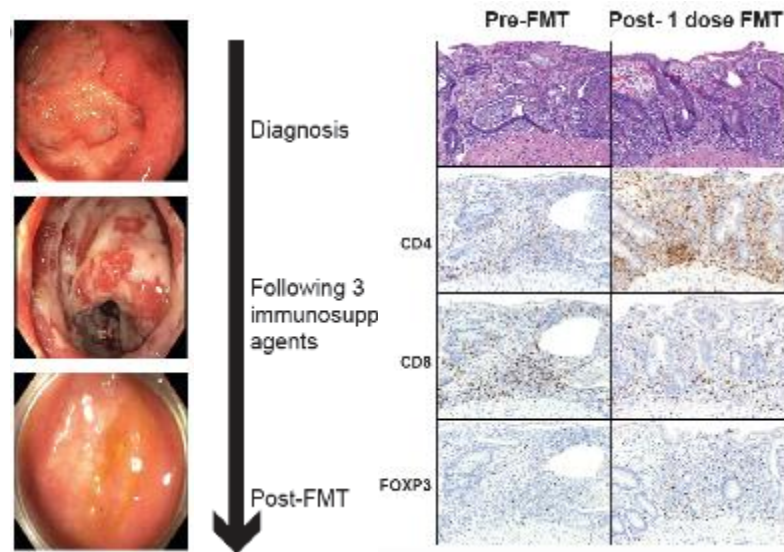 Diagnosis
Following 3
immunosupp
agents
Post-FMT
Pre-FMT
Post- 1 dose FMT
CD4
CD8
FOXP3